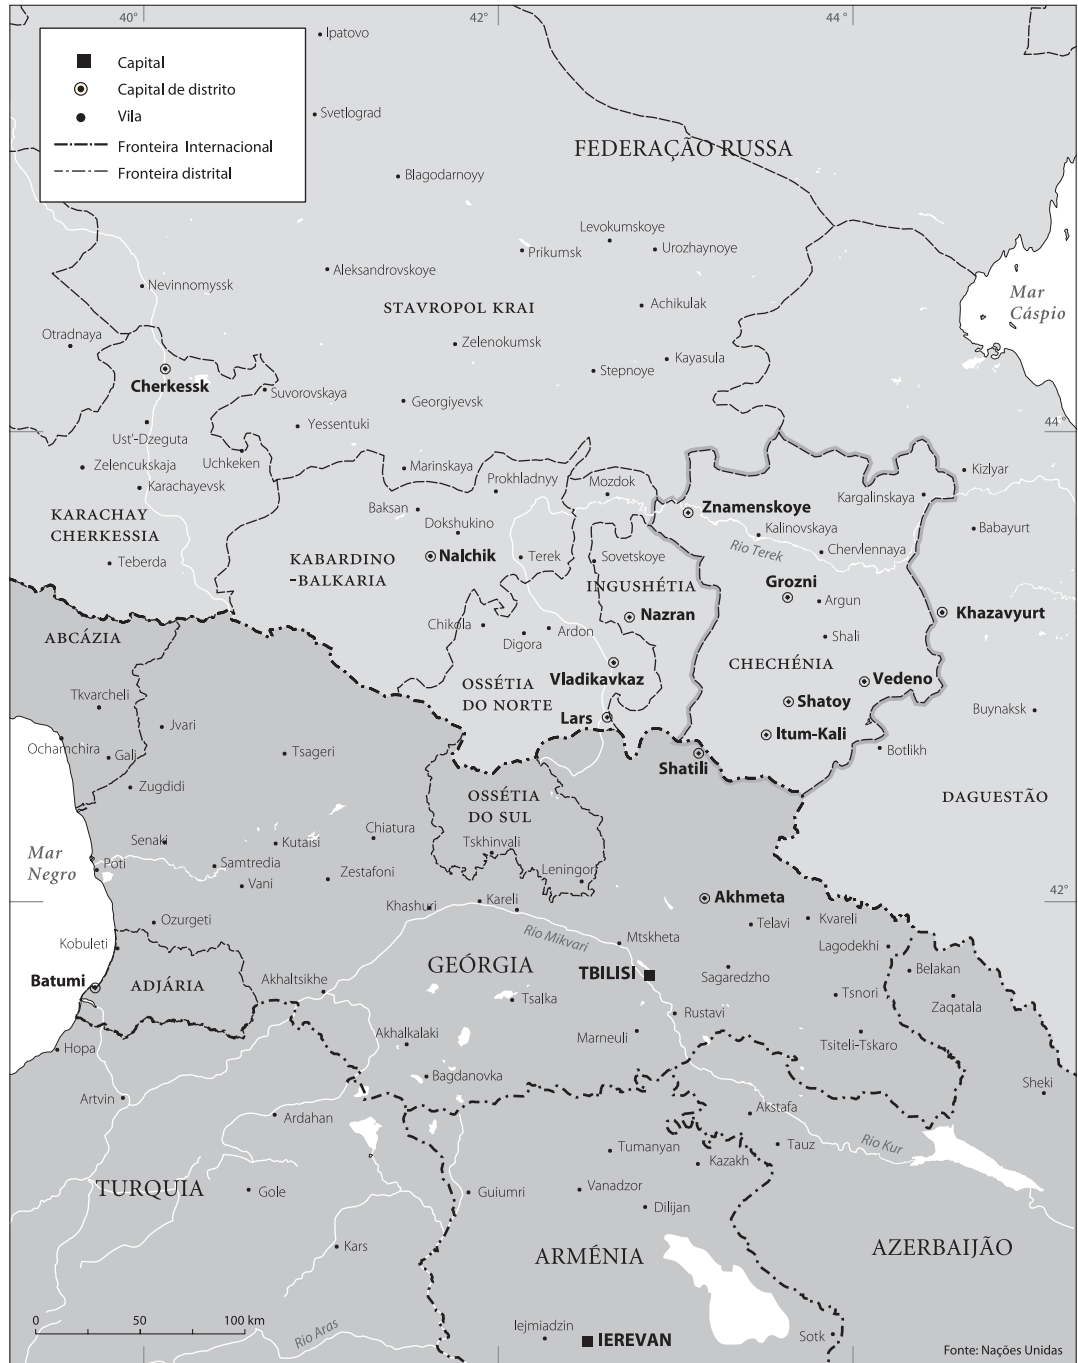 40°
42°
44°
Ipatovo
Capital
Capital de distrito
Vila
Fronteira Internacional
Fronteira distrital
Svetlograd
FEDERAÇÃO RUSSA
Blagodarnoyy
Levokumskoye
Prikumsk
Urozhaynoye
Aleksandrovskoye
Nevinnomyssk
Mar
Cáspio
STAVROPOL KRAI
Achikulak
Otradnaya
Zelenokumsk
Kayasula
Stepnoye
Cherkessk
Suvorovskaya
Georgiyevsk
Yessentuki
44°
Ust'-Dzeguta
Zelencukskaja
Uchkeken
Marinskaya
Kizlyar
Karachayevsk
Prokhladnyy
Mozdok
Kargalinskaya
KARACHAY
CHERKESSIA
Baksan
Dokshukino
Znamenskoye
Kalinovskaya
Babayurt
Rio Terek
Chervlennaya
KABARDINO
-BALKARIA
Nalchik
Terek
Sovetskoye
Teberda
INGUSHÉTIA
Grozni
Argun
Nazran
Khazavyurt
ABCÁZIA
Chikola
Ardon
Digora
Shali
CHECHÉNIA
Vladikavkaz
Vedeno
OSSÉTIA
DO NORTE
Tkvarcheli
Shatoy
Buynaksk
Lars
Jvari
Itum-Kali
Ochamchira
Gali
Tsageri
Botlikh
Shatili
Zugdidi
OSSÉTIA
DO SUL
DAGUESTÃO
Chiatura
Senaki
Kutaisi
Tskhinvali
Mar
Negro
Poti
Samtredia
Vani
Zestafoni
Leningor
42°
Khashuri
Kareli
Akhmeta
Ozurgeti
Telavi
Kvareli
Rio Mikvari
Mtskheta
Kobuleti
Lagodekhi
GEÓRGIA
TBILISI
Belakan
Batumi
ADJÁRIA
Akhaltsikhe
Sagaredzho
Tsalka
Tsnori
Zaqatala
Rustavi
Akhalkalaki
Marneuli
Tsiteli-Tskaro
Hopa
Bagdanovka
Sheki
Artvin
Ardahan
Akstafa
Tumanyan
Tauz
Rio Kur
Kazakh
TURQUIA
Gole
Guiumri
Vanadzor
Dilijan
Kars
ARMÉNIA
AZERBAIJÃO
0
50
100 km
Rio Aras
Iejmiadzin
IEREVAN
Sotk
Fonte: Nações Unidas